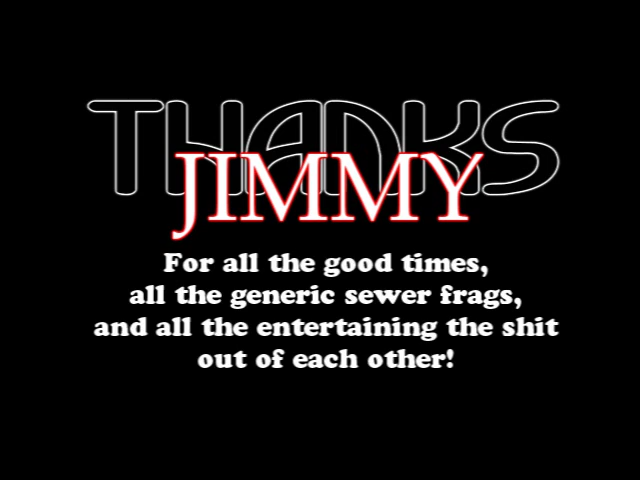 THANKS
JIMMY
For all the good times,
all the generic sewer frags,
and all the entertaining the shit
out of each other!